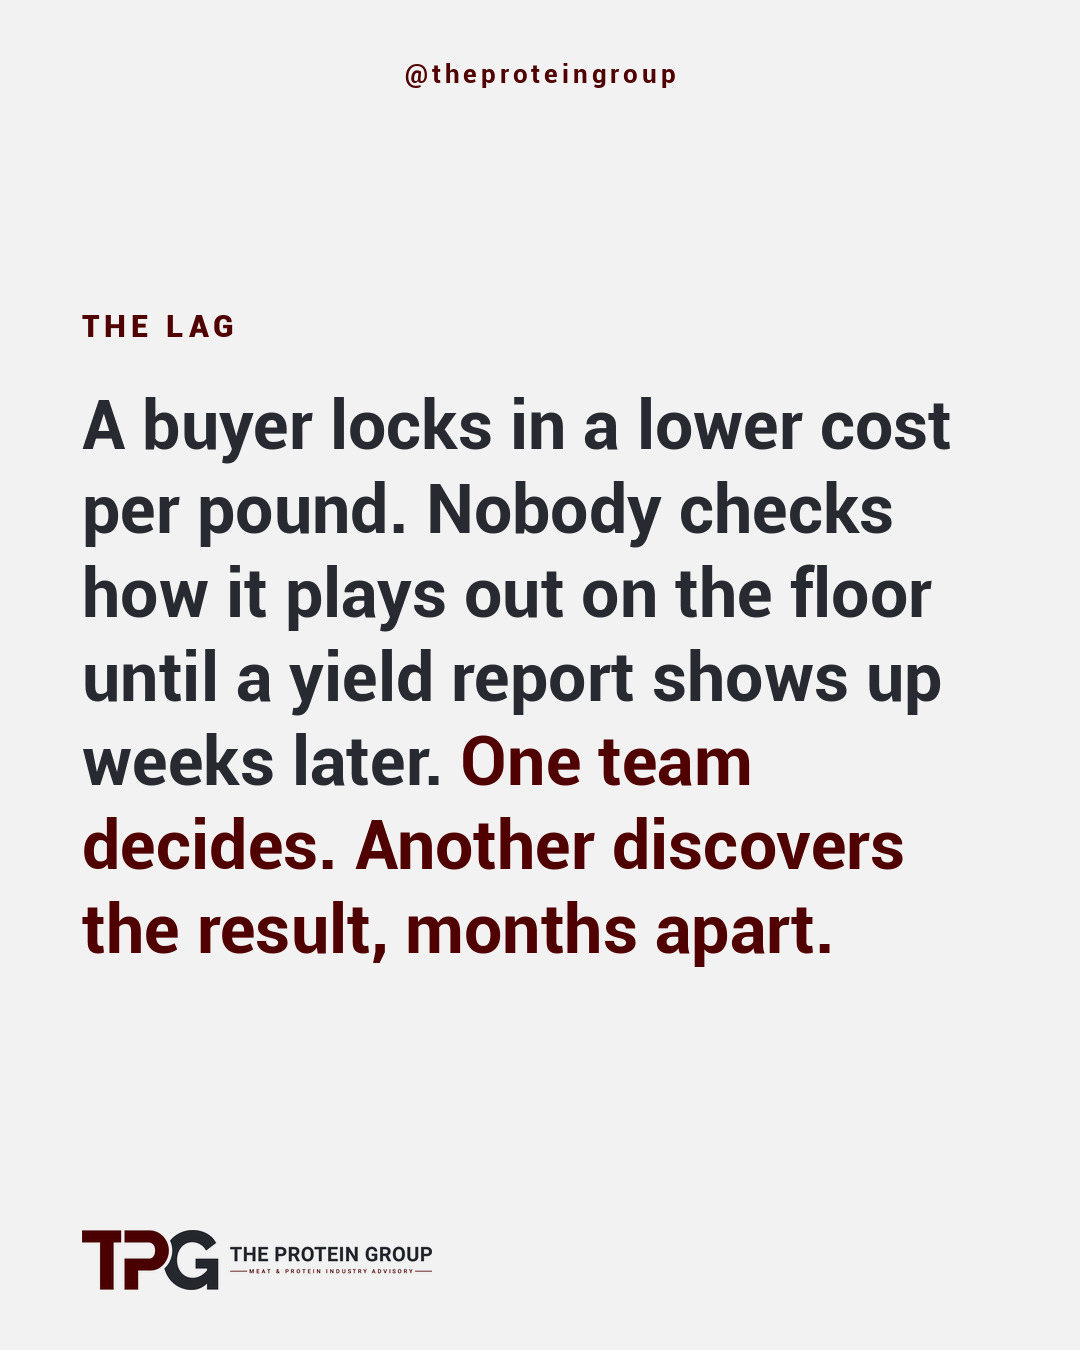 @theproteingroup
THE LAG
A buyer locks in a lower cost
per pound. Nobody checks
how it plays out on the floor
until a yield report shows up
weeks later. One team
decides. Another discovers
the result, months apart.
TPG
THE PROTEIN GROUP
MEAT & PROTEIN INDUSTRY ADVISORY